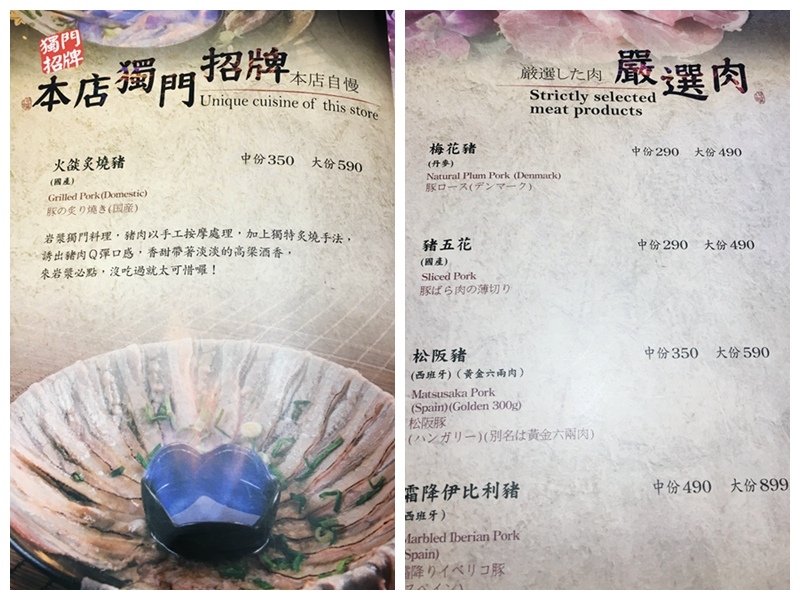 獨門
招牌
本店獨門招牌 本店自慢
Unique cuisine of this store
火燄炙燒豬 中份350 大份590
(國產)
Grilled Pork(Domestic)
豚の炙り燒き(国産)
岩漿獨門料理，豬肉以手工按摩處理，加上獨特炙燒手法，
誘出豬肉Q彈口感，香甜帶著淡淡的高梁酒香，
來岩漿必點，沒吃過就太可惜囉！
厳選した肉 嚴選肉
Strictly selected
meat products
梅花豬 中份290 大份490
(丹麥)
Natural Plum Pork (Denmark)
豚ロース(デンマーク)
豬五花 中份290 大份490
(國產)
Sliced Pork
豚ばら肉の薄切り
松阪豬 中份350 大份590
(西班牙)(黃金六兩肉)
Matsusaka Pork
(Spain)(Golden 300g)
松阪豚
(ハンガリー)(別名は黃金六兩肉)
霜降伊比利豬 中份490 大份899
西班牙)
Marbled Iberian Pork
Spain)
霜降りイベリコ豚
スペイン)